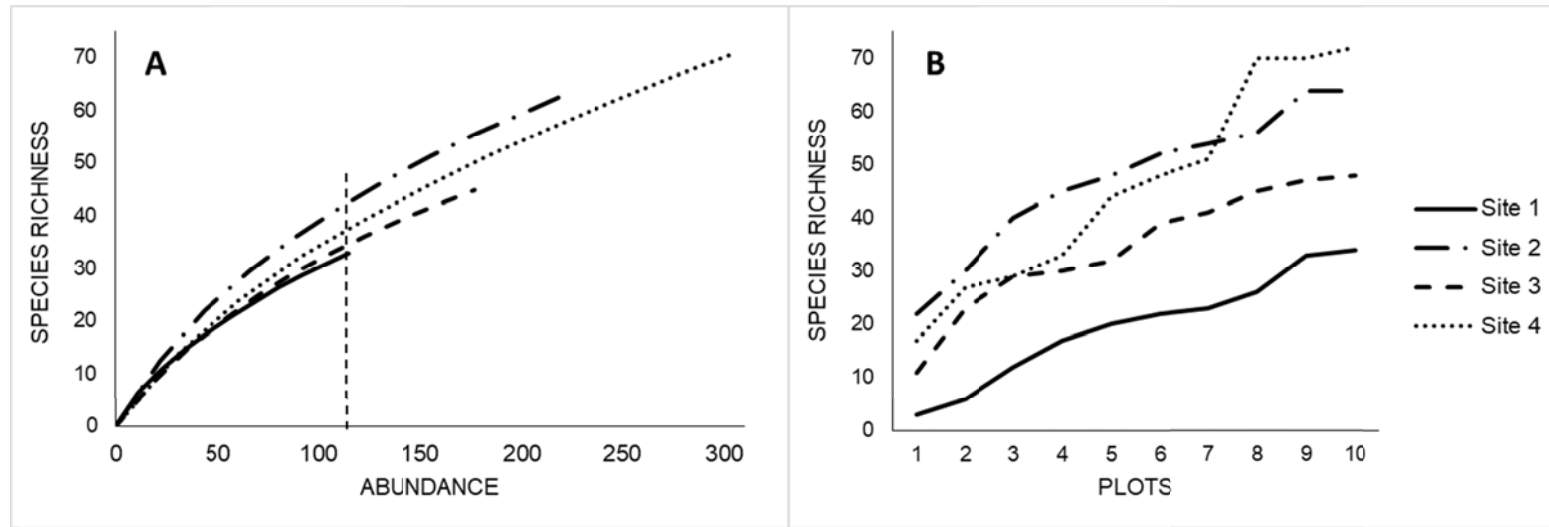 A
SPECIES RICHNESS
70
60
50
40
30
20
10
0
0 50 100 150 200 250 300
ABUNDANCE
B
SPECIES RICHNESS
70
60
50
40
30
20
10
0
1 2 3 4 5 6 7 8 9 10
PLOTS
Site 1
Site 2
Site 3
Site 4